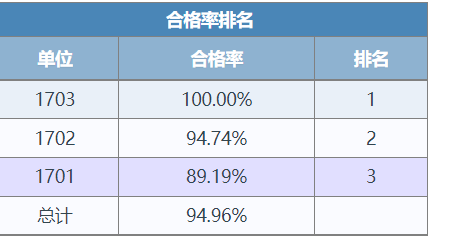 合格率排名
单位 合格率 排名
1703 100.00% 1
1702 94.74% 2
1701 89.19% 3
总计 94.96%